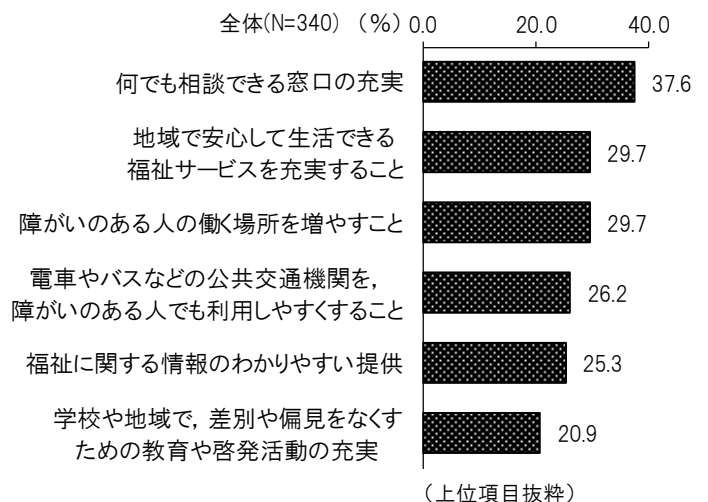 全体(N=340) (%) 0.0 20.0 40.0
何でも相談できる窓口の充実 37.6
地域で安心して生活できる
福祉サービスを充実すること 29.7
障がいのある人の働く場所を増やすこと 29.7
電車やバスなどの公共交通機関を，
障がいのある人でも利用しやすくすること 26.2
福祉に関する情報のわかりやすい提供 25.3
学校や地域で，差別や偏見をなくす
ための教育や啓発活動の充実 20.9
（上位項目抜粋）